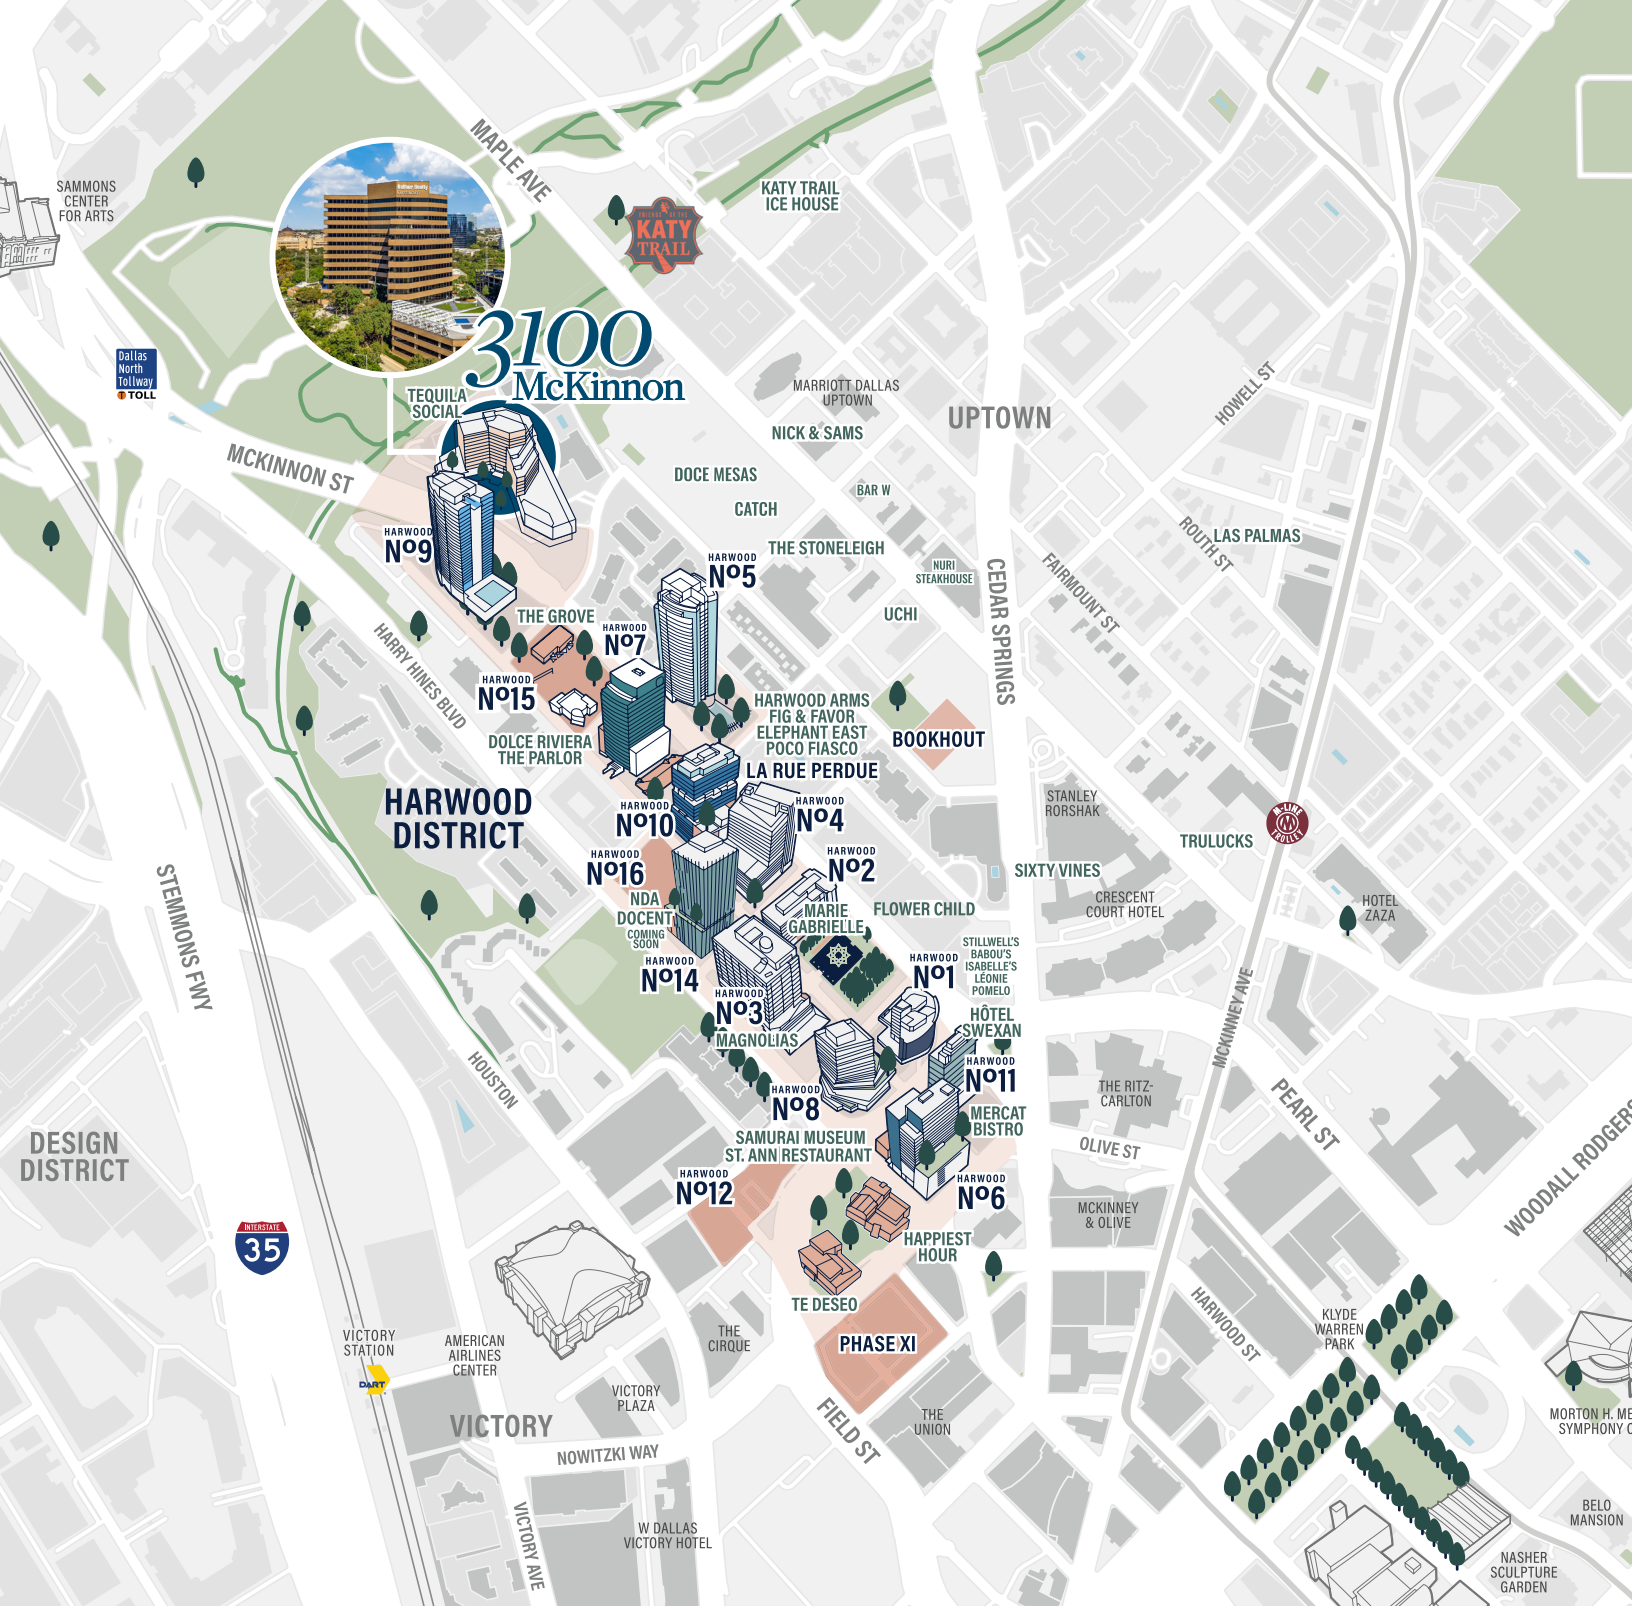 MAPLE AVE
SAMMONS
CENTER
FOR ARTS
KATY TRAIL
ICE HOUSE
FRIENDS OF THE
KATY
TRAIL
3100
McKinnon
Dallas
North
Tollway
TOLL
TEQUILA
SOCIAL
MARRIOTT DALLAS
UPTOWN
UPTOWN
HOWELL ST
NICK & SAMS
MCKINNON ST
DOCE MESAS
BAR W
CATCH
ROUTH ST
LAS PALMAS
HARWOOD
Nº9
THE STONELEIGH
HARWOOD
Nº5
NURI
STEAKHOUSE
FAIRMOUNT ST
CEDAR SPRINGS
UCHI
THE GROVE
HARWOOD
Nº7
HARRY HINES BLVD
HARWOOD
Nº15
HARWOOD ARMS
FIG & FAVOR
ELEPHANT EAST
POCO FIASCO
BOOKHOUT
DOLCE RIVIERA
THE PARLOR
LA RUE PERDUE
HARWOOD
DISTRICT
HARWOOD
Nº10
HARWOOD
Nº4
STANLEY
RORSHAK
M-LINE
TROLLEY
TRULUCKS
HARWOOD
Nº16
HARWOOD
Nº2
SIXTY VINES
NDA
DOCENT
COMING
SOON
MARIE
GABRIELLE
FLOWER CHILD
CRESCENT
COURT HOTEL
HOTEL
ZAZA
STEMMONS FWY
HARWOOD
Nº14
HARWOOD
Nº1
STILLWELL'S
BABOU'S
ISABELLE'S
LÉONIE
POMELO
HARWOOD
Nº3
MAGNOLIAS
HÔTEL
SWEXAN
MCKINNEY AVE
HOUSTON
HARWOOD
Nº11
HARWOOD
Nº8
THE RITZ-
CARLTON
PEARL ST
MERCAT
BISTRO
DESIGN
DISTRICT
SAMURAI MUSEUM
ST. ANN RESTAURANT
OLIVE ST
WOODALL RODGERS
HARWOOD
Nº12
HARWOOD
Nº6
MCKINNEY
& OLIVE
INTERSTATE
35
HAPPIEST
HOUR
TE DESEO
HARWOOD ST
KLYDE
WARREN
PARK
VICTORY
STATION
AMERICAN
AIRLINES
CENTER
THE
CIRQUE
PHASE XI
DART
VICTORY
PLAZA
VICTORY
FIELD ST
THE
UNION
MORTON H. ME
SYMPHONY C
NOWITZKI WAY
VICTORY AVE
W DALLAS
VICTORY HOTEL
BELO
MANSION
NASHER
SCULPTURE
GARDEN